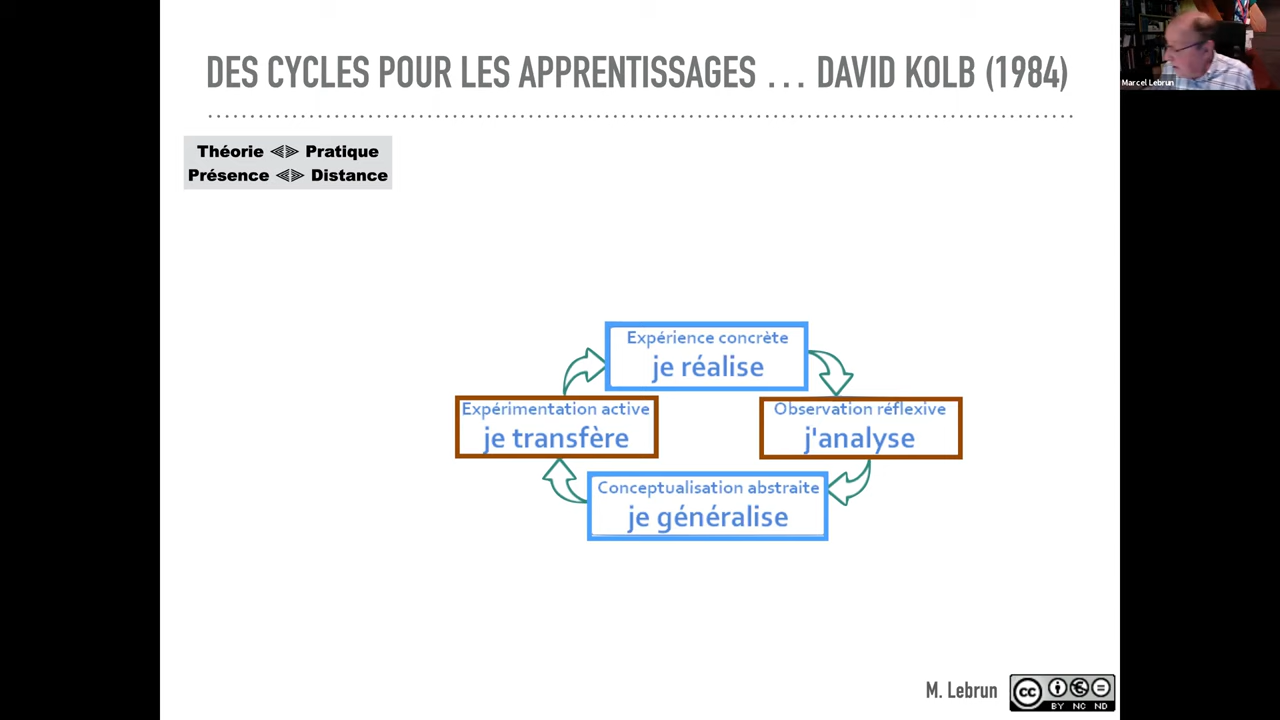 DES CYCLES POUR LES APPRENTISSAGES ... DAVID KOLB (1984)
Marcel Lebrun
Théorie <=> Pratique
Présence <=> Distance
Expérience concrète
je réalise
Expérimentation active
je transfère
Observation réflexive
j'analyse
Conceptualisation abstraite
je généralise
M. Lebrun
cc
BY NC ND